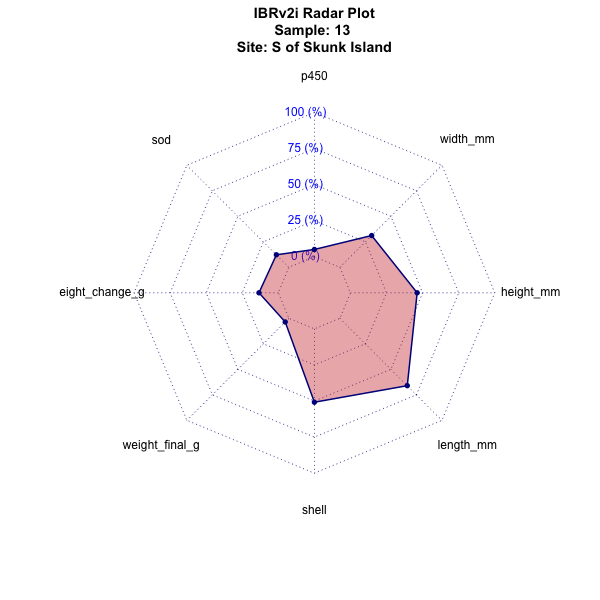 IBRv2i Radar Plot
Sample: 13
Site: S of Skunk Island
p450
100 (%)
sod
width_mm
75 (%)
50 (%)
25 (%)
0 (%)
eight_change_g
height_mm
weight_final_g
length_mm
shell